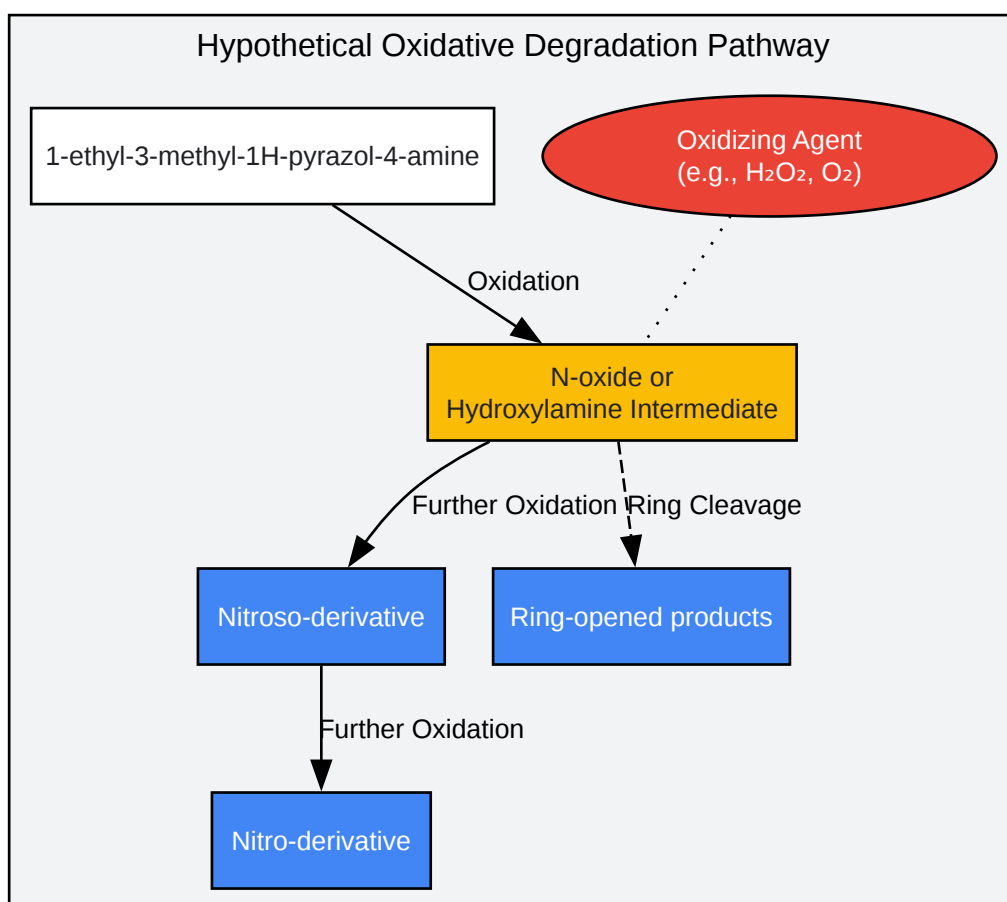 Hypothetical Oxidative Degradation Pathway
1-ethyl-3-methyl-1H-pyrazol-4-amine
Oxidizing Agent
(e.g., H₂O₂, O₂)
Oxidation
N-oxide or
Hydroxylamine Intermediate
Further Oxidation
Ring Cleavage
Nitroso-derivative
Ring-opened products
Further Oxidation
Nitro-derivative